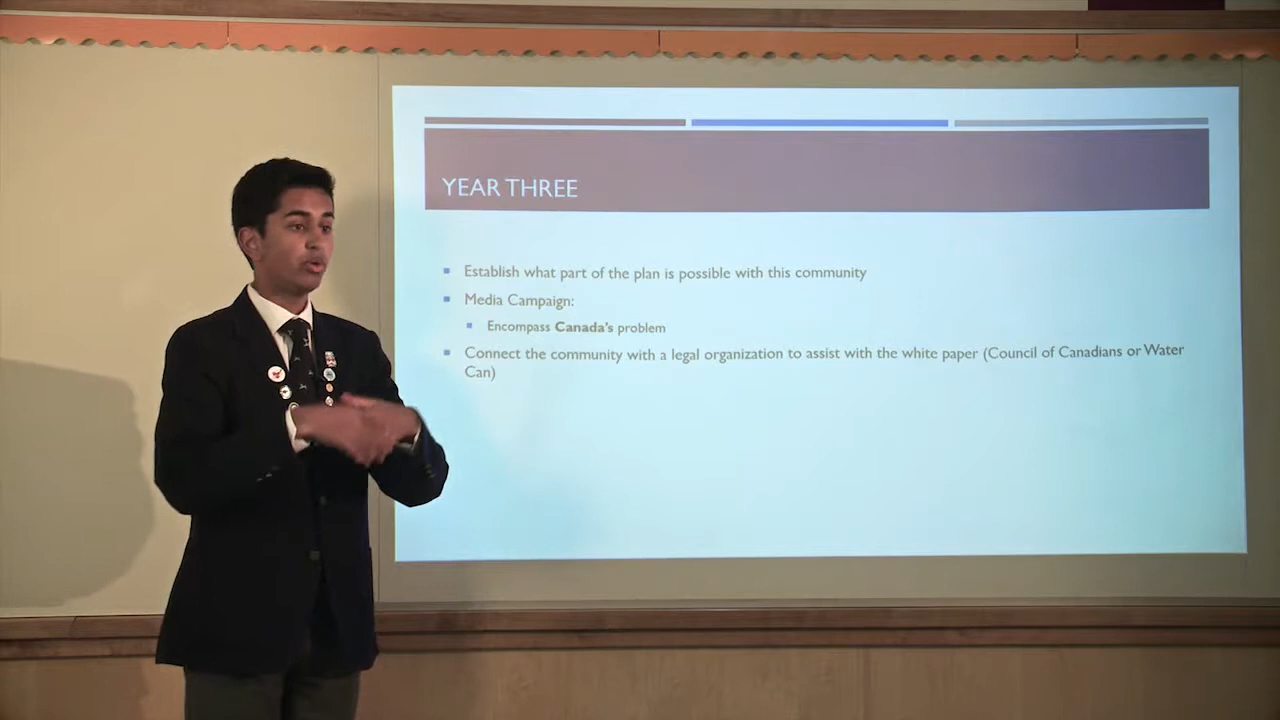 YEAR THREE
Establish what part of the plan is possible with this community
Media Campaign:
Encompass Canada's problem
Connect the community with a legal organization to assist with the white paper (Council of Canadians or Water
Can)